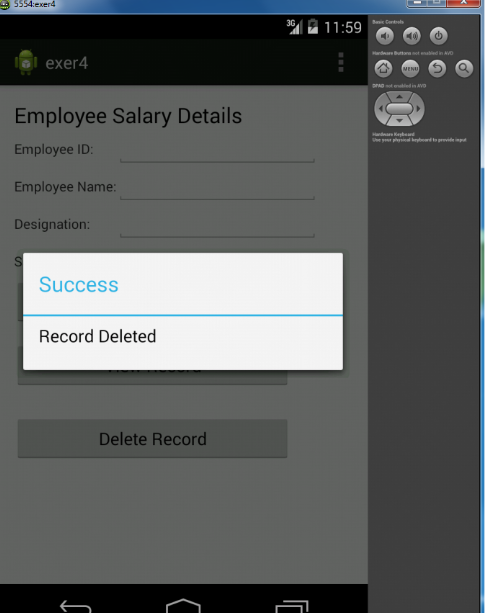 5554:exer4
3G 11:59
exer4
Employee Salary Details
Employee ID:
Employee Name:
Designation:
S
Success
Record Deleted
View Record
Delete Record
Basic Controls
Hardware Buttons not enabled in AVD
MENU
DPAD not enabled in AVD
Hardware Keyboard
Use your physical keyboard to provide input